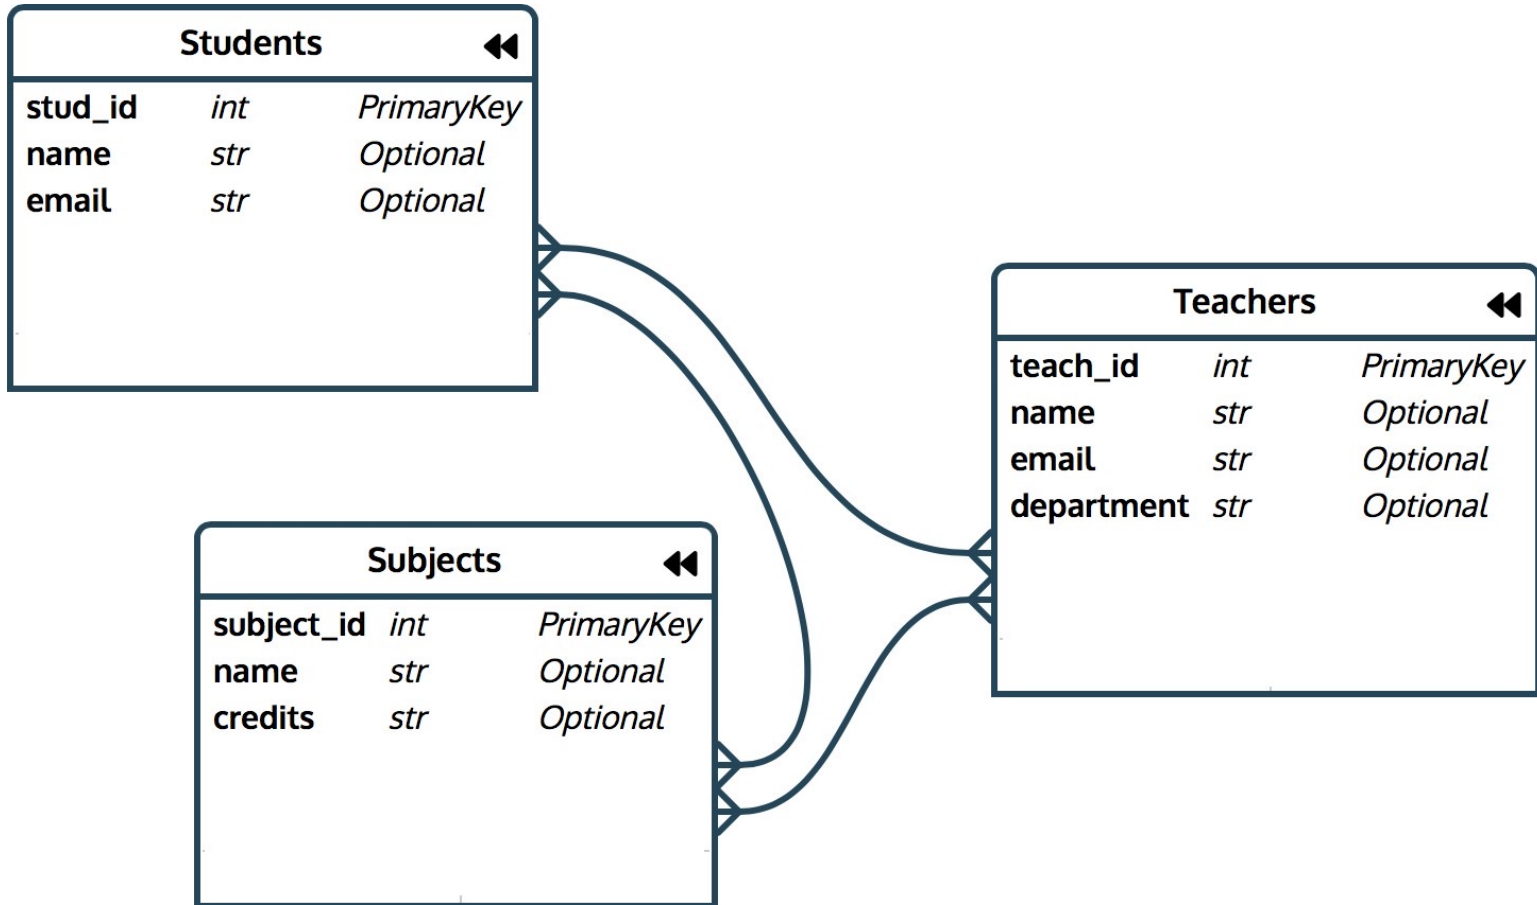 Students
stud_id int PrimaryKey
name str Optional
email str Optional
Teachers
teach_id int PrimaryKey
name str Optional
email str Optional
department str Optional
Subjects
subject_id int PrimaryKey
name str Optional
credits str Optional